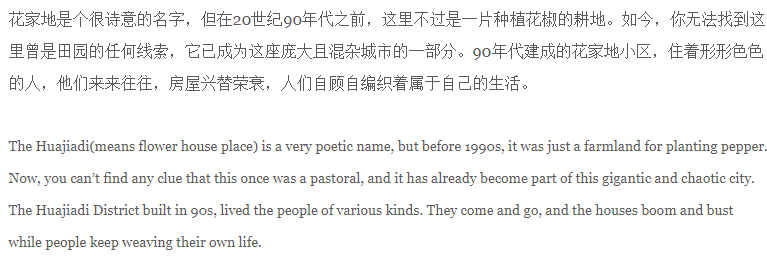 花家地是个很诗意的名字，但在20世纪90年代之前，这里不过是一片种植花椒的耕地。如今，你无法找到这
里曾是田园的任何线索，它已成为这座庞大且混杂城市的一部分。90年代建成的花家地小区，住着形形色色
的人，他们来来往往，房屋兴替荣衰，人们自顾自编织着属于自己的生活。
The Huajiadi(means flower house place) is a very poetic name, but before 1990s, it was just a farmland for planting pepper.
Now, you can't find any clue that this once was a pastoral, and it has already become part of this gigantic and chaotic city.
The Huajiadi District built in 90s, lived the people of various kinds. They come and go, and the houses boom and bust
while people keep weaving their own life.